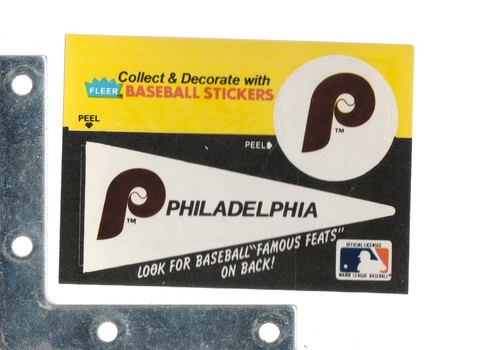 Collect & Decorate with
FLEER® BASEBALL STICKERS
PEEL
PEEL
P
TM
P
TM
PHILADELPHIA
LOOK FOR BASEBALL "FAMOUS FEATS"
ON BACK!
OFFICIAL LICENSEE
MAJOR LEAGUE BASEBALL